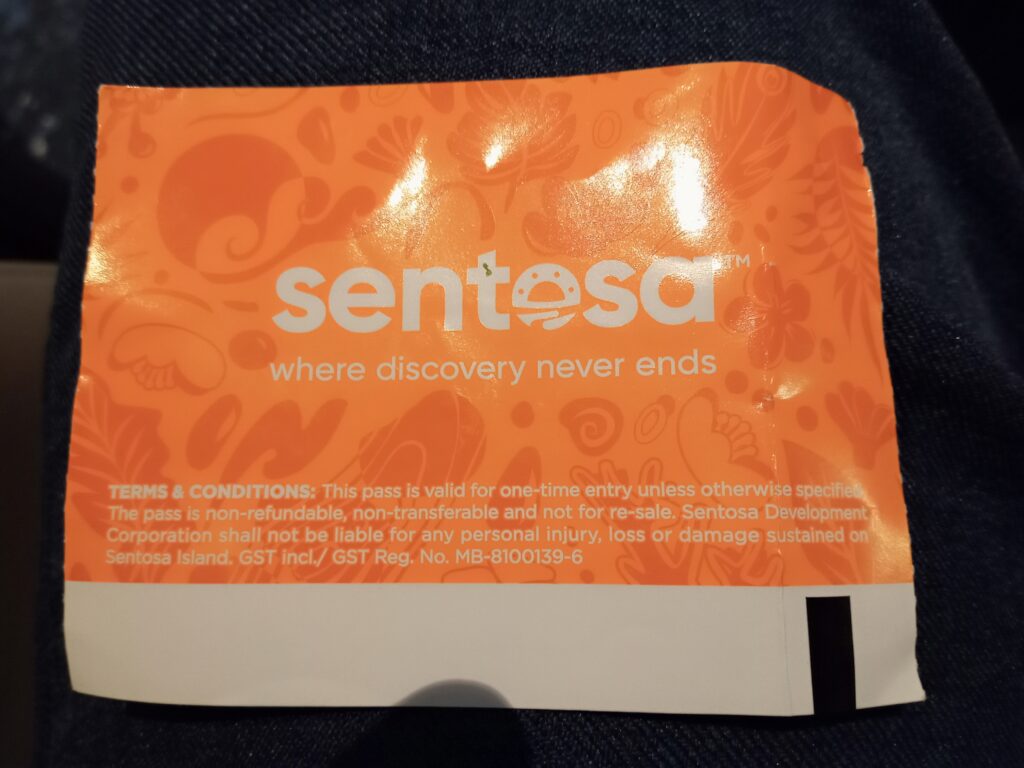 sentosa™
where discovery never ends
TERMS & CONDITIONS: This pass is valid for one-time entry unless otherwise specified.
The pass is non-refundable, non-transferable and not for re-sale. Sentosa Development
Corporation shall not be liable for any personal injury, loss or damage sustained on
Sentosa Island. GST incl./ GST Reg. No. MB-8100139-6